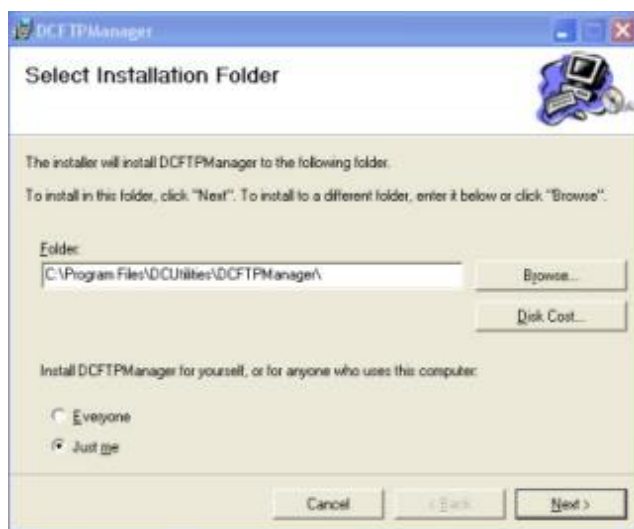 DCFTPManager
Select Installation Folder
The installer will install DCFTPManager to the following folder.
To install in this folder, click "Next". To install to a different folder, enter it below or click "Browse".
Folder:
C:\Program Files\DCUtilities\DCFTPManager\
Browse...
Disk Cost...
Install DCFTPManager for yourself, or for anyone who uses this computer:
Everyone
Just me
Cancel
< Back
Next >